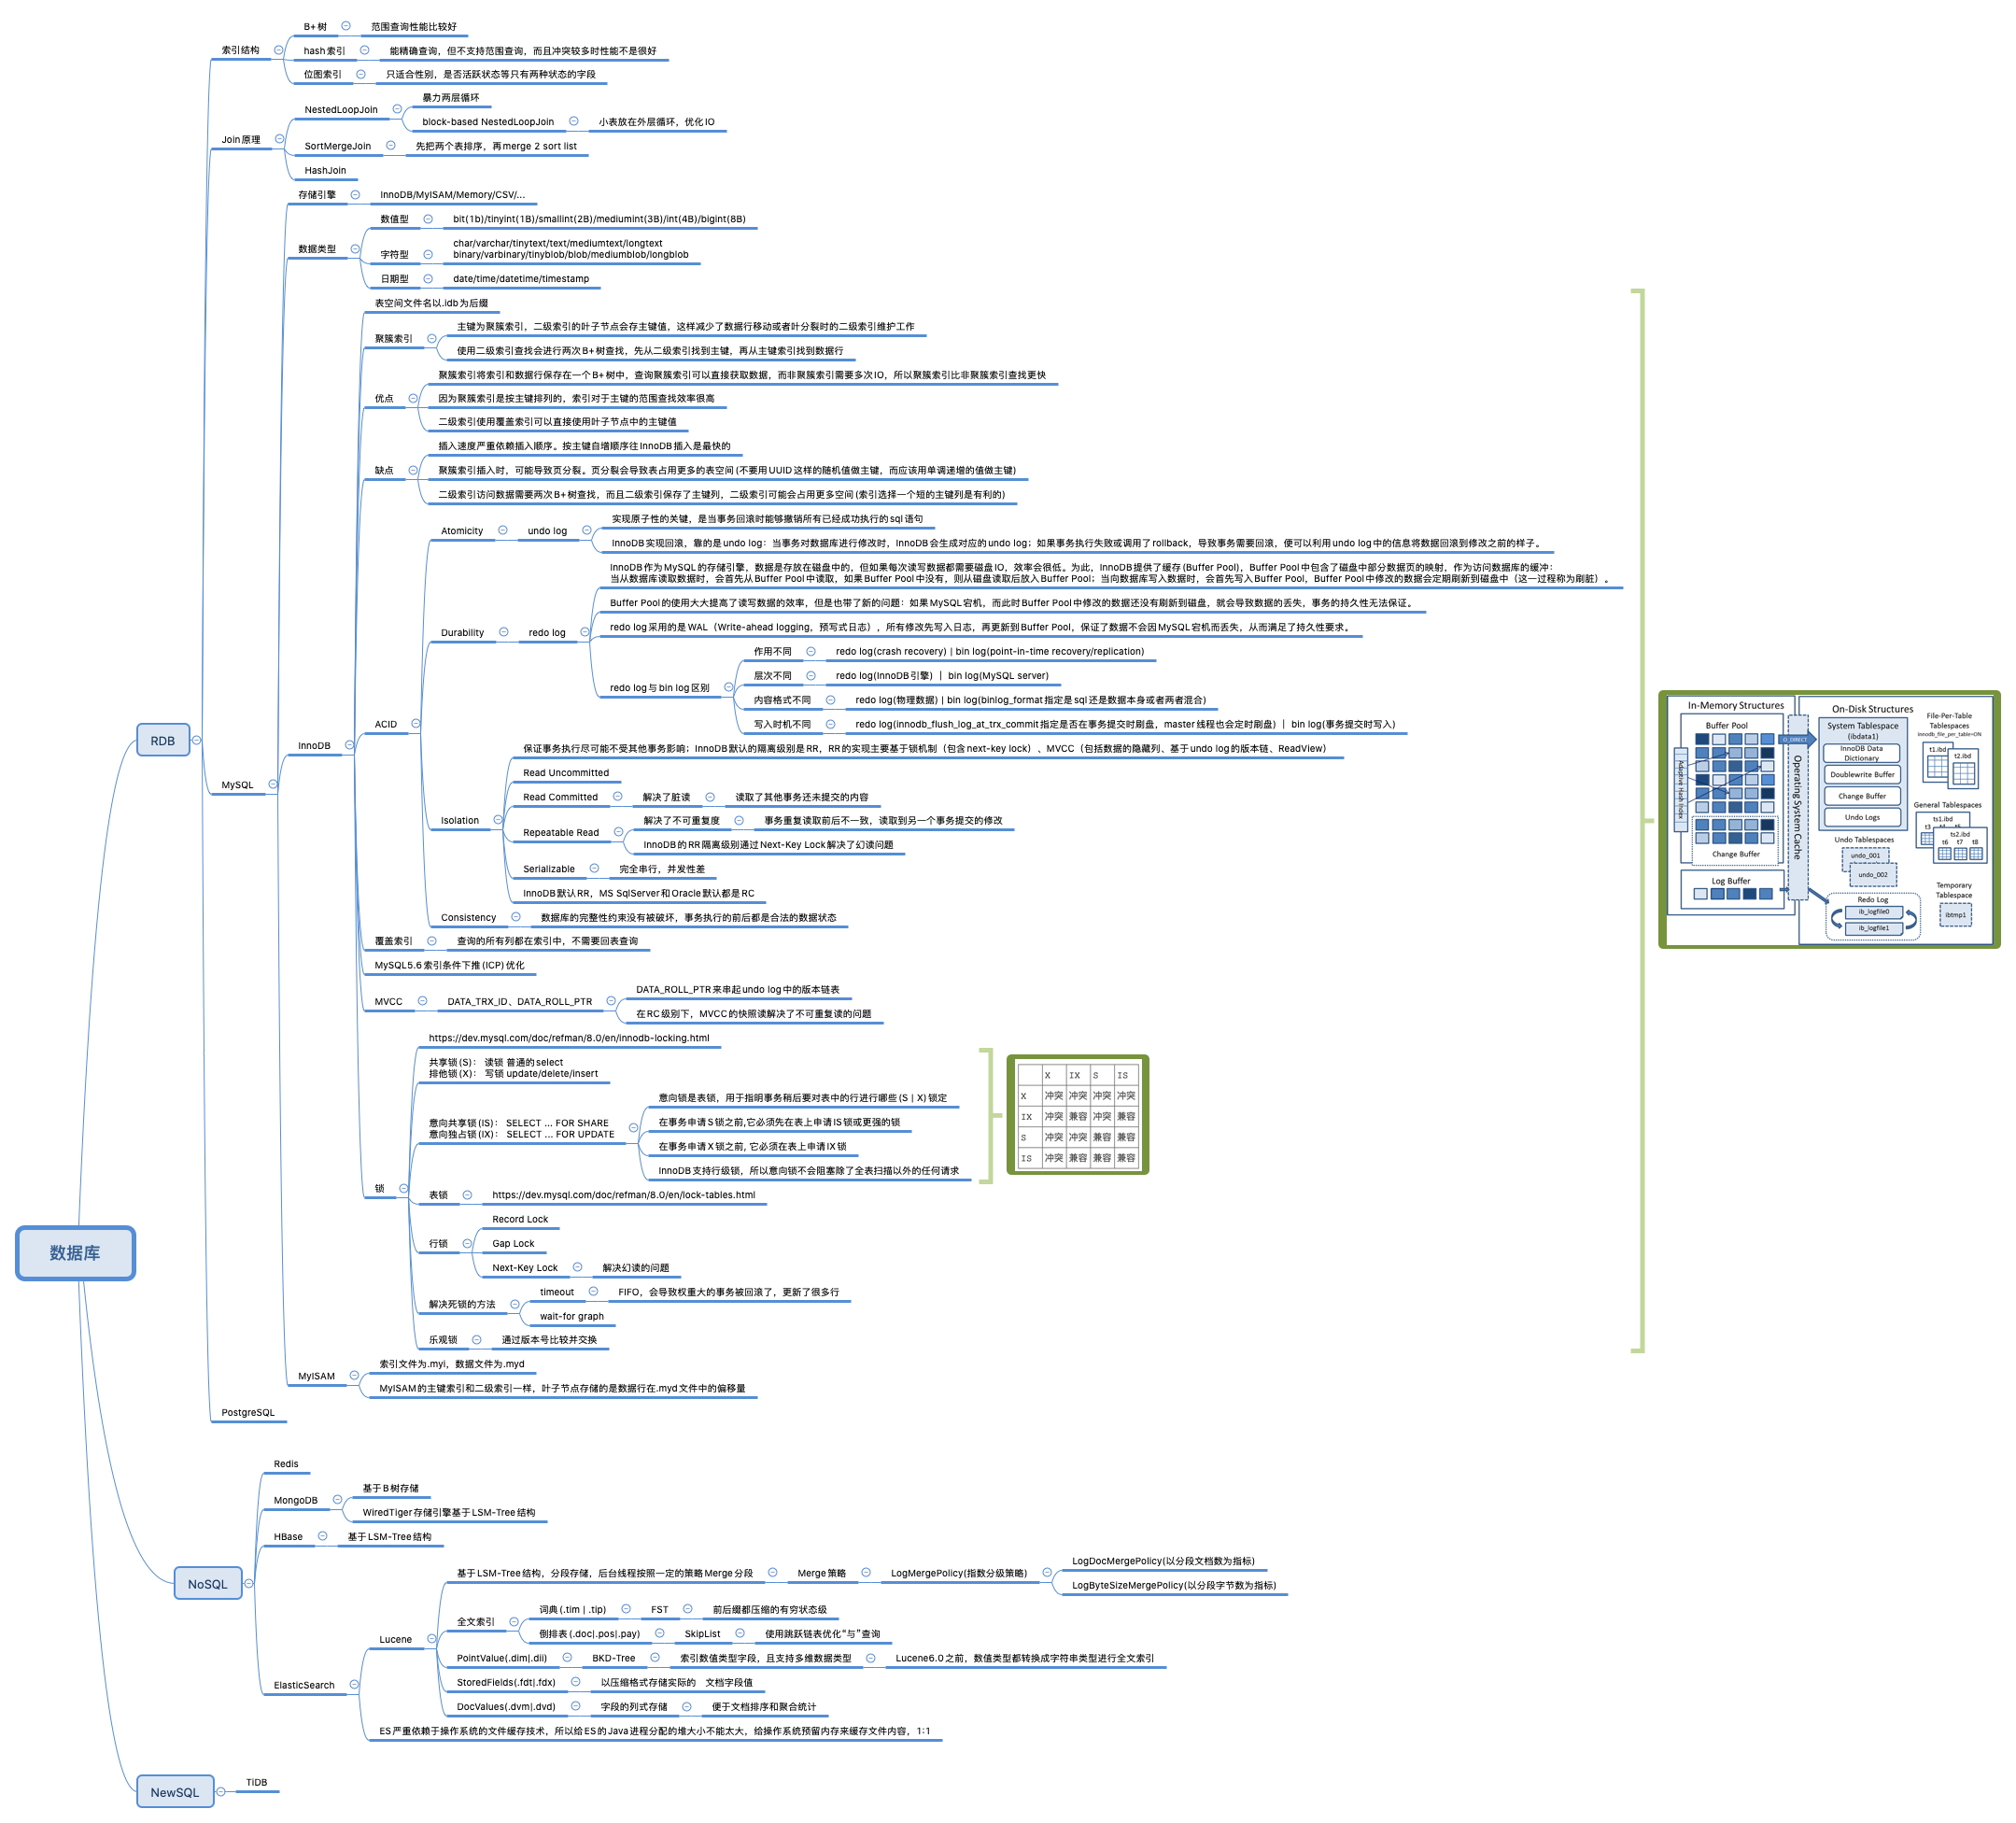 数据库
RDB
索引结构
B+树
范围查询性能比较好
hash索引
能精确查询，但不支持范围查询，而且冲突较多时性能不是很好
位图索引
只适合性别，是否活跃状态等只有两种状态的字段
Join原理
NestedLoopJoin
暴力两层循环
block-based NestedLoopJoin
小表放在外层循环，优化IO
SortMergeJoin
先把两个表排序，再merge 2 sort list
HashJoin
MySQL
存储引擎
InnoDB/MyISAM/Memory/CSV/...
数据类型
数值型
bit(1b)/tinyint(1B)/smallint(2B)/mediumint(3B)/int(4B)/bigint(8B)
字符型
char/varchar/tinytext/text/mediumtext/longtext
binary/varbinary/tinyblob/blob/mediumblob/longblob
日期型
date/time/datetime/timestamp
InnoDB
表空间文件名以.idb为后缀
聚簇索引
主键为聚簇索引，二级索引的叶子节点会存主键值，这样减少了数据行移动或者叶分裂时的二级索引维护工作
使用二级索引查找会进行两次B+树查找，先从二级索引找到主键，再从主键索引找到数据行
优点
聚簇索引将索引和数据行保存在一个B+树中，查询聚簇索引可以直接获取数据，而非聚簇索引需要多次IO，所以聚簇索引比非聚簇索引查找更快
因为聚簇索引是按主键排列的，索引对于主键的范围查找效率很高
二级索引使用覆盖索引可以直接使用叶子节点中的主键值
缺点
插入速度严重依赖插入顺序。按主键自增顺序往InnoDB插入是最快的
聚簇索引插入时，可能导致页分裂。页分裂会导致表占用更多的表空间(不要用UUID这样的随机值做主键，而应该用单调递增的值做主键)
二级索引访问数据需要两次B+树查找，而且二级索引保存了主键列，二级索引可能会占用更多空间(索引选择一个短的主键列是有利的)
ACID
Atomicity
undo log
实现原子性的关键，是当事务回滚时能够撤销所有已经成功执行的sql语句
InnoDB实现回滚，靠的是undo log：当事务对数据库进行修改时，InnoDB会生成对应的undo log；如果事务执行失败或调用了rollback，导致事务需要回滚，便可以利用undo log中的信息将数据回滚到修改之前的样子。
Durability
redo log
InnoDB作为MySQL的存储引擎，数据是存放在磁盘中的，但如果每次读写数据都需要磁盘IO，效率会很低。为此，InnoDB提供了缓存(Buffer Pool)，Buffer Pool中包含了磁盘中部分数据页的映射，作为访问数据库的缓冲：
当从数据库读取数据时，会首先从Buffer Pool中读取，如果Buffer Pool中没有，则从磁盘读取后放入Buffer Pool；当向数据库写入数据时，会首先写入Buffer Pool，Buffer Pool中修改的数据会定期刷新到磁盘中（这一过程称为刷脏）。
Buffer Pool的使用大大提高了读写数据的效率，但是也带了新的问题：如果MySQL宕机，而此时Buffer Pool中修改的数据还没有刷新到磁盘，就会导致数据的丢失，事务的持久性无法保证。
redo log采用的是WAL（Write-ahead logging，预写式日志），所有修改先写入日志，再更新到Buffer Pool，保证了数据不会因MySQL宕机而丢失，从而满足了持久性要求。
redo log与bin log区别
作用不同
redo log(crash recovery) | bin log(point-in-time recovery/replication)
层次不同
redo log(InnoDB引擎) ｜ bin log(MySQL server)
内容格式不同
redo log(物理数据) | bin log(binlog_format指定是sql还是数据本身或者两者混合)
写入时机不同
redo log(innodb_flush_log_at_trx_commit指定是否在事务提交时刷盘，master线程也会定时刷盘) ｜ bin log(事务提交时写入)
Isolation
保证事务执行尽可能不受其他事务影响；InnoDB默认的隔离级别是RR，RR的实现主要基于锁机制（包含next-key lock）、MVCC（包括数据的隐藏列、基于undo log的版本链、ReadView）
Read Uncommitted
Read Committed
解决了脏读
读取了其他事务还未提交的内容
Repeatable Read
解决了不可重复度
事务重复读取前后不一致，读取到另一个事务提交的修改
InnoDB的RR隔离级别通过Next-Key Lock解决了幻读问题
Serializable
完全串行，并发性差
InnoDB默认RR，MS SqlServer和Oracle默认都是RC
Consistency
数据库的完整性约束没有被破坏，事务执行的前后都是合法的数据状态
覆盖索引
查询的所有列都在索引中，不需要回表查询
MySQL5.6索引条件下推(ICP)优化
MVCC
DATA_TRX_ID、DATA_ROLL_PTR
DATA_ROLL_PTR来串起undo log中的版本链表
在RC级别下，MVCC的快照读解决了不可重复读的问题
锁
https://dev.mysql.com/doc/refman/8.0/en/innodb-locking.html
共享锁(S)： 读锁 普通的select
排他锁(X)： 写锁 update/delete/insert
意向共享锁(IS)： SELECT ... FOR SHARE
意向独占锁(IX)： SELECT ... FOR UPDATE
意向锁是表锁，用于指明事务稍后要对表中的行进行哪些(S | X)锁定
在事务申请S锁之前,它必须先在表上申请IS锁或更强的锁
在事务申请X锁之前, 它必须在表上申请IX锁
InnoDB支持行级锁，所以意向锁不会阻塞除了全表扫描以外的任何请求
X IX S IS
X 冲突 冲突 冲突 冲突
IX 冲突 兼容 冲突 兼容
S 冲突 冲突 兼容 兼容
IS 冲突 兼容 兼容 兼容
表锁
https://dev.mysql.com/doc/refman/8.0/en/lock-tables.html
行锁
Record Lock
Gap Lock
Next-Key Lock
解决幻读的问题
解决死锁的方法
timeout
FIFO，会导致权重大的事务被回滚了，更新了很多行
wait-for graph
乐观锁
通过版本号比较并交换
In-Memory Structures
Buffer Pool
Adaptive Hash Index
Change Buffer
Log Buffer
Operating System Cache
O_DIRECT
On-Disk Structures
System Tablespace
(ibdata1)
InnoDB Data
Dictionary
Doublewrite Buffer
Change Buffer
Undo Logs
Undo Tablespaces
undo_001
undo_002
Redo Log
ib_logfile0
ib_logfile1
File-Per-Table
Tablespaces
innodb_file_per_table=ON
t1.ibd
t2.ibd
General Tablespaces
ts1.ibd
t3
ts2.ibd
t6 t7 t8
Temporary
Tablespace
ibtmp1
MyISAM
索引文件为.myi，数据文件为.myd
MyISAM的主键索引和二级索引一样，叶子节点存储的是数据行在.myd文件中的偏移量
PostgreSQL
NoSQL
Redis
MongoDB
基于B树存储
WiredTiger存储引擎基于LSM-Tree结构
HBase
基于LSM-Tree结构
ElasticSearch
Lucene
基于LSM-Tree结构，分段存储，后台线程按照一定的策略Merge分段
Merge策略
LogMergePolicy(指数分级策略)
LogDocMergePolicy(以分段文档数为指标)
LogByteSizeMergePolicy(以分段字节数为指标)
全文索引
词典(.tim | .tip)
FST
前后缀都压缩的有穷状态级
倒排表(.doc|.pos|.pay)
SkipList
使用跳跃链表优化“与”查询
PointValue(.dim|.dii)
BKD-Tree
索引数值类型字段，且支持多维数据类型
Lucene6.0之前，数值类型都转换成字符串类型进行全文索引
StoredFields(.fdt|.fdx)
以压缩格式存储实际的 文档字段值
DocValues(.dvm|.dvd)
字段的列式存储
便于文档排序和聚合统计
ES严重依赖于操作系统的文件缓存技术，所以给ES的Java进程分配的堆大小不能太大，给操作系统预留内存来缓存文件内容，1:1
NewSQL
TiDB